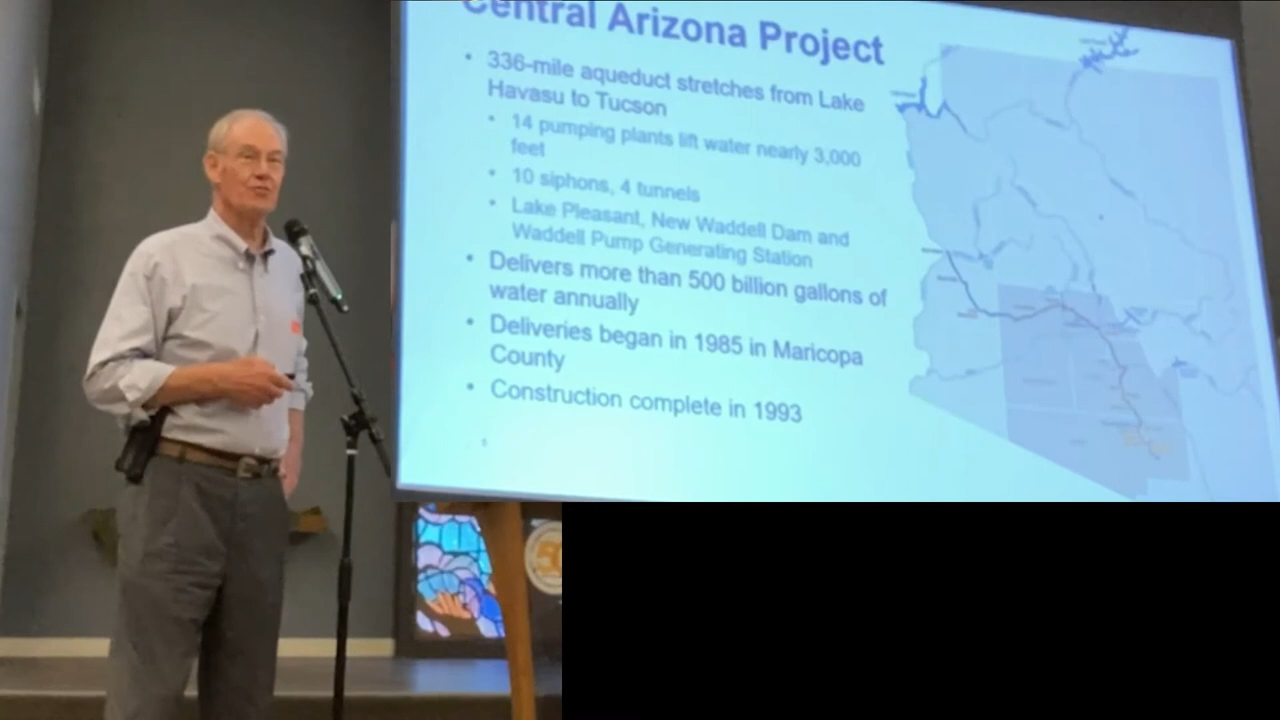 Central Arizona Project
• 336-mile aqueduct stretches from Lake
Havasu to Tucson
• 14 pumping plants lift water nearly 3,000
feet
• 10 siphons, 4 tunnels
• Lake Pleasant, New Waddell Dam and
Waddell Pump Generating Station
• Delivers more than 500 billion gallons of
water annually
• Deliveries began in 1985 in Maricopa
County
• Construction complete in 1993